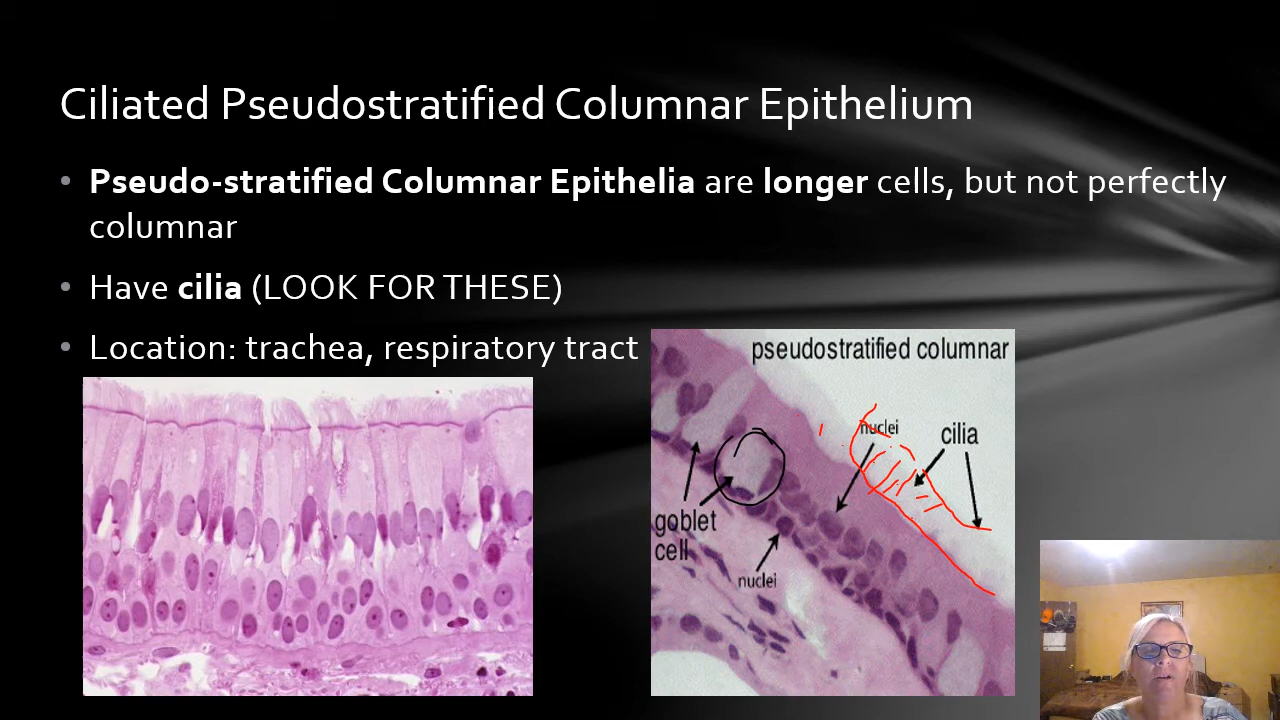 Ciliated Pseudostratified Columnar Epithelium
• Pseudo-stratified Columnar Epithelia are longer cells, but not perfectly
columnar
• Have cilia (LOOK FOR THESE)
• Location: trachea, respiratory tract
pseudostratified columnar
nuclei
cilia
goblet
cell
nuclei